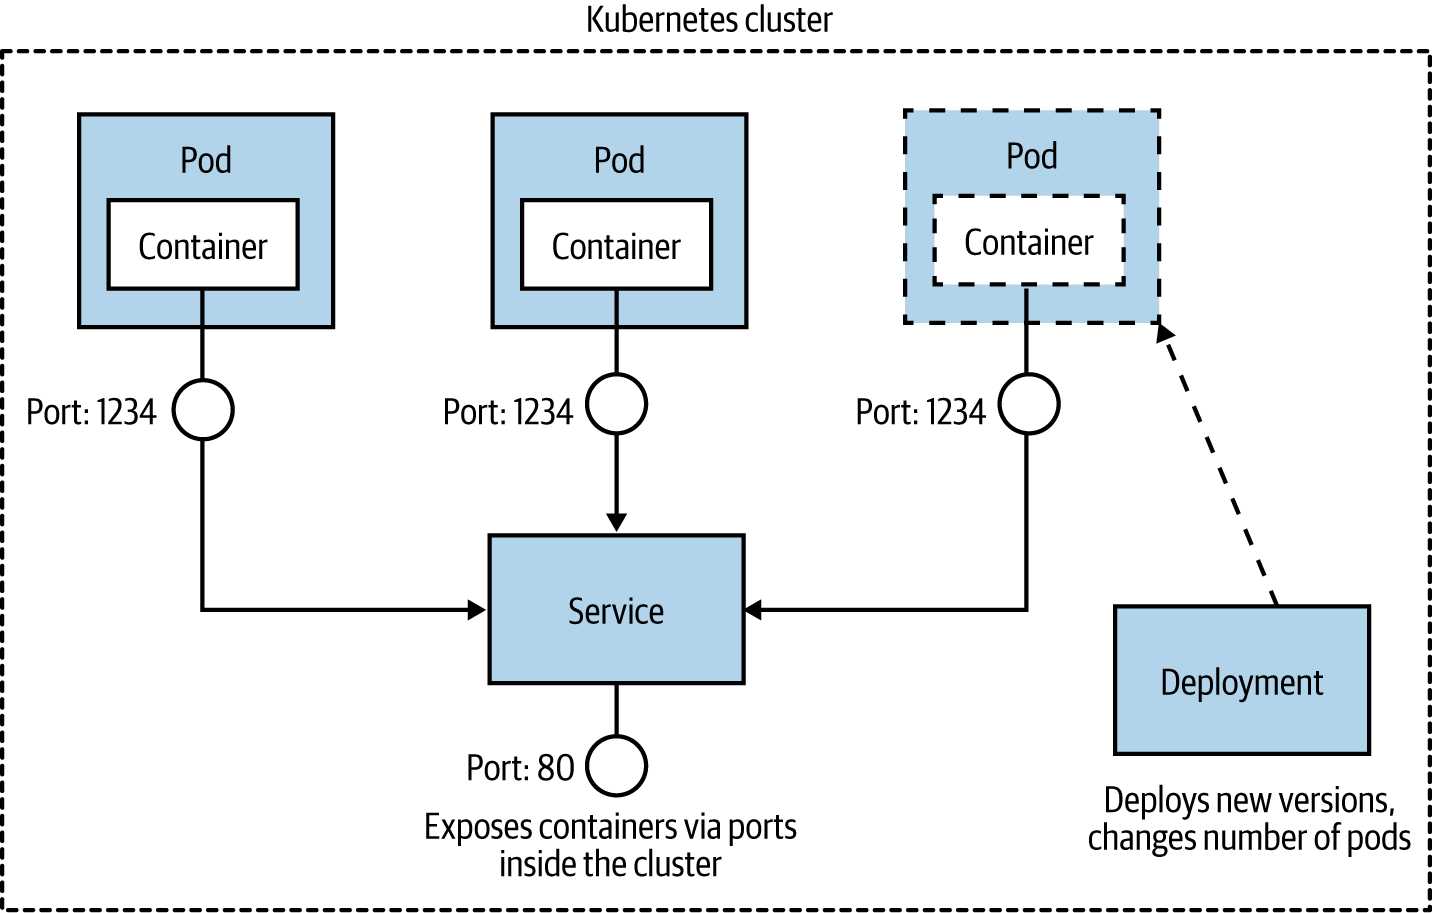 Kubernetes cluster
Pod
Container
Pod
Container
Pod
Container
Port: 1234
Port: 1234
Port: 1234
Service
Deployment
Port: 80
Exposes containers via ports
inside the cluster
Deploys new versions,
changes number of pods